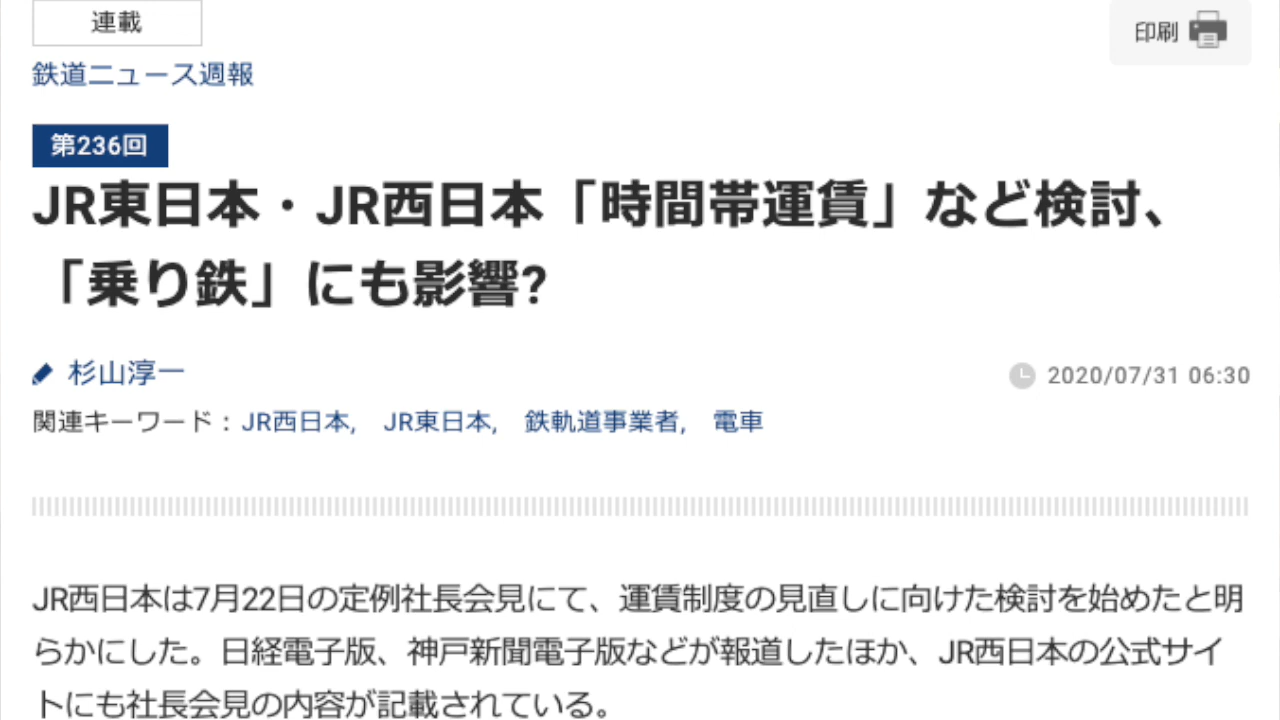 連載
印刷
鉄道ニュース週報
第236回
JR東日本・JR西日本「時間帯運賃」など検討、
「乗り鉄」にも影響?
杉山淳一
2020/07/31 06:30
関連キーワード：JR西日本, JR東日本, 鉄軌道事業者, 電車
JR西日本は7月22日の定例社長会見にて、運賃制度の見直しに向けた検討を始めたと明
らかにした。日経電子版、神戸新聞電子版などが報道したほか、JR西日本の公式サイ
トにも社長会見の内容が記載されている。